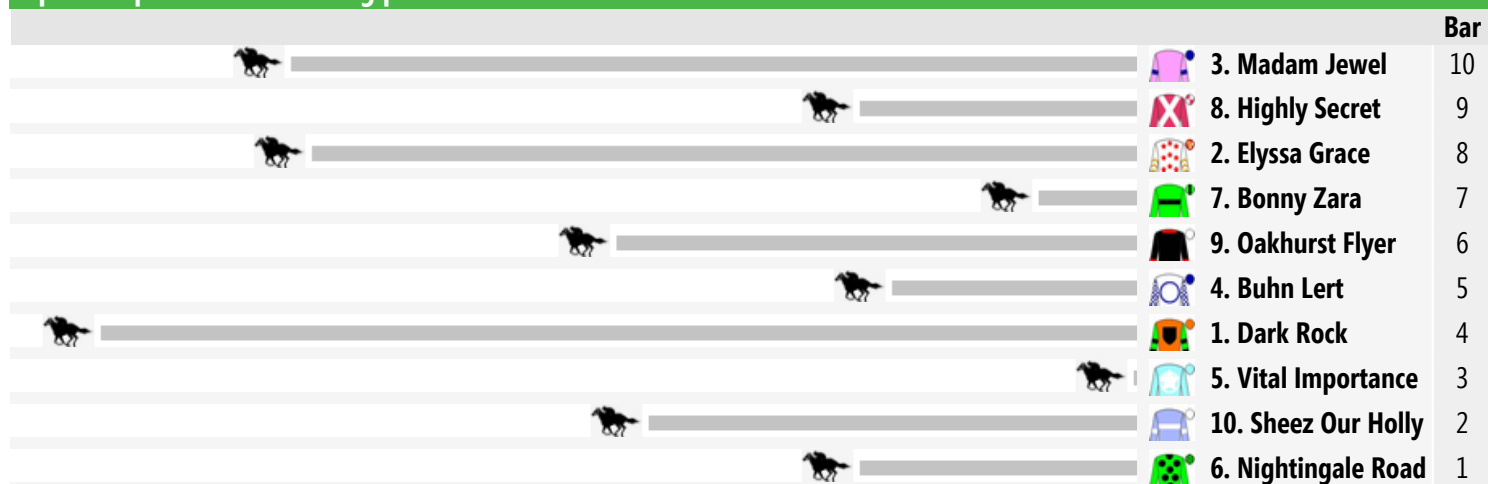 Bar
3. Madam Jewel 10
8. Highly Secret 9
2. Elyssa Grace 8
7. Bonny Zara 7
9. Oakhurst Flyer 6
4. Buhn Lert 5
1. Dark Rock 4
5. Vital Importance 3
10. Sheez Our Holly 2
6. Nightingale Road 1